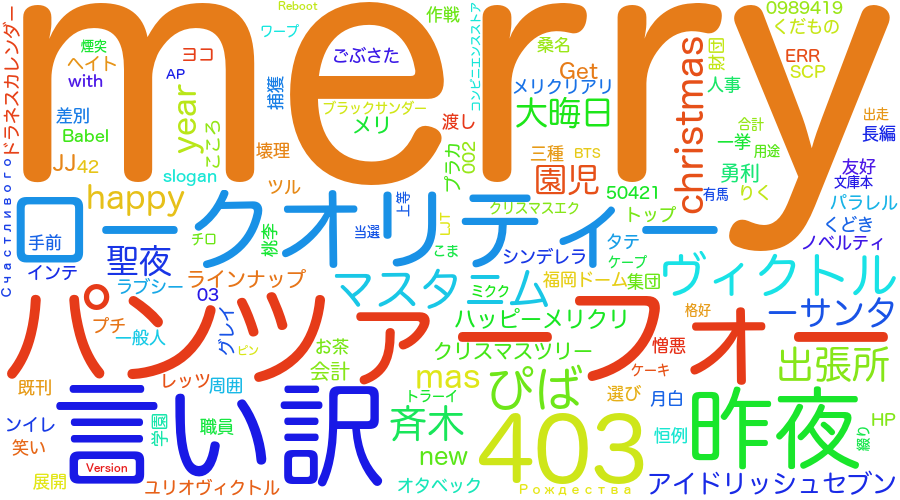 merry
Reboot
ワープ
作戦
コンビニエンスストア
0989419
くだもの
ドラネスカレンダー
煙突
ヘイト
with
ヨコ
AP
ごぶさた
桑名
Get
メリクリアリ
財団
ERR
SCP
人事
捕獲
ブラックサンダー
メリ
大晦日
christmas
差別
Babel
year
こころ
壊理
渡し
プラカ
002
三種
BTS
一挙
合計
用途
出走
長編
JJ
42
slogan
ツル
園児
50421
勇利
りく
有馬
友好
文庫本
パラレル
happy
上等
UT
クリスマスエク
トップ
くどき
Счастливого
ロークオリティー
手前
チロ
桃李
当選
こま
シンデレラ
タテ
ケープ
ノベルティ
聖夜
インテ
ラブシー
ラインナップ
03
マスタニム
ミクク
福岡ドーム
集団
ヴィクトル
パンツァーフォー
プチ
一般人
グレイ
ピン
ハッピーメリクリ
格好
ーサンタ
お茶
会計
クリスマスツリー
ケーキ
憎悪
出張所
既刊
レッツ
周囲
mas
トラーイ
ぴば
選び
月白
言い訳
ンイレ
笑い
学園
職員
斉木
403
昨夜
恒例
HP
綴り
Version
new
展開
ユリオヴィクトル
オタベック
Рождества
アイドリッシュセブン